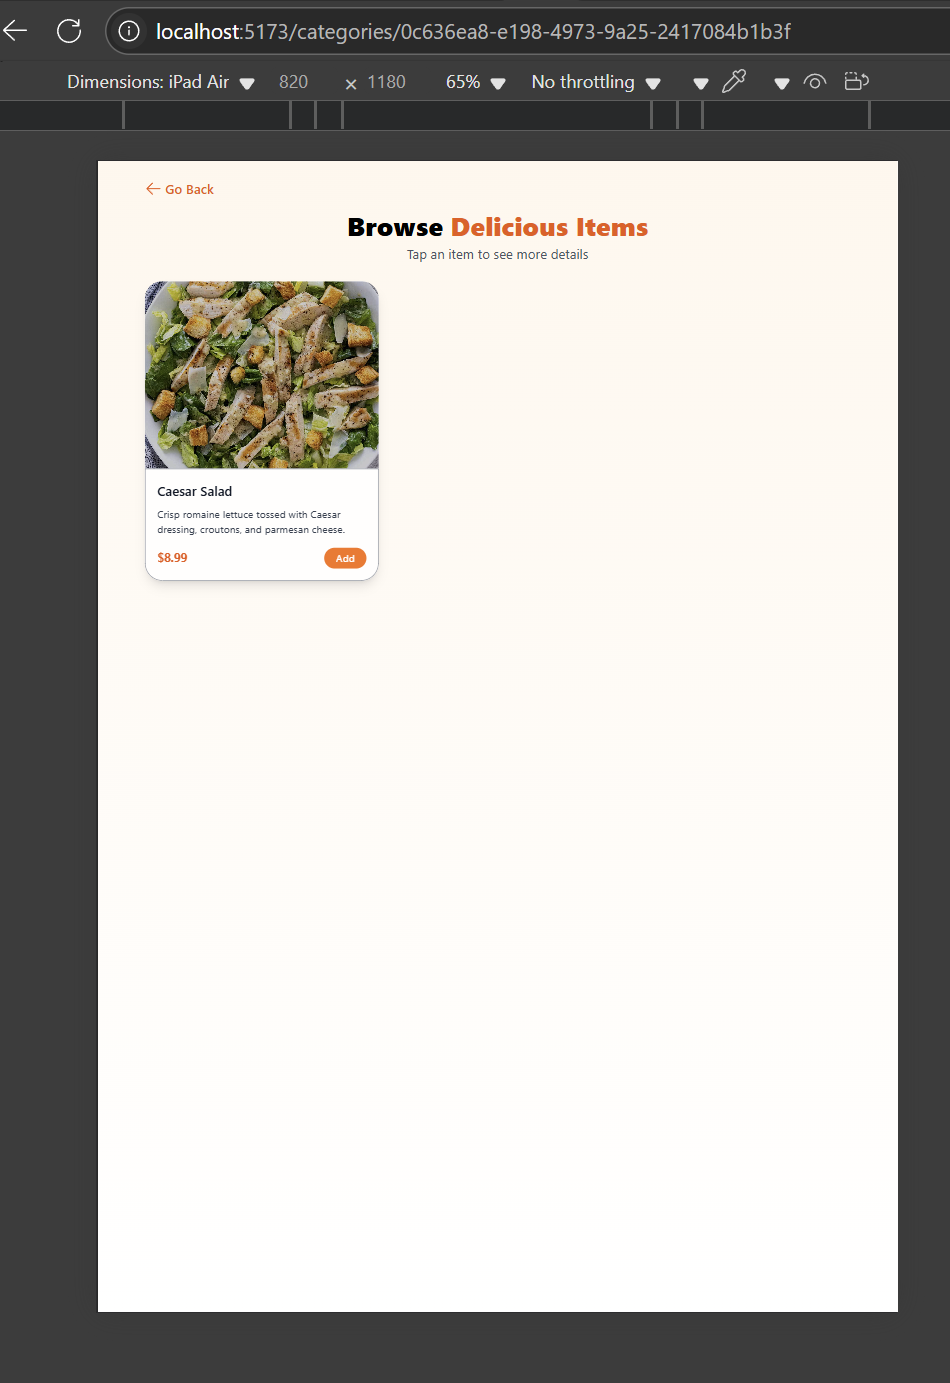 localhost:5173/categories/0c636ea8-e198-4973-9a25-2417084b1b3f
Dimensions: iPad Air 820 × 1180 65% No throttling
Go Back
Browse Delicious Items
Tap an item to see more details
Caesar Salad
Crisp romaine lettuce tossed with Caesar
dressing, croutons, and parmesan cheese.
$8.99 Add